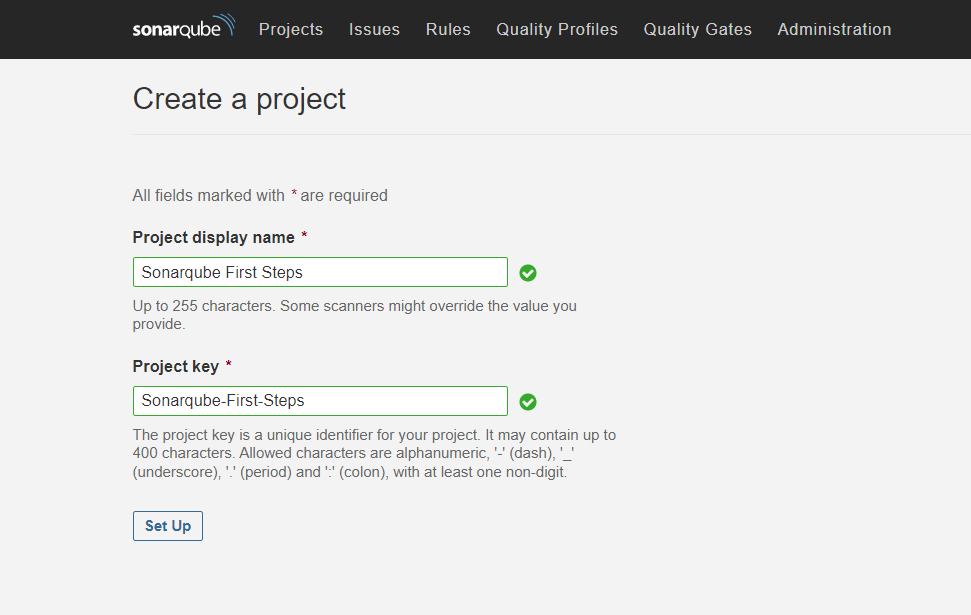 sonarqube Projects Issues Rules Quality Profiles Quality Gates Administration
Create a project
All fields marked with * are required
Project display name *
Sonarqube First Steps
Up to 255 characters. Some scanners might override the value you
provide.
Project key *
Sonarqube-First-Steps
The project key is a unique identifier for your project. It may contain up to
400 characters. Allowed characters are alphanumeric, '-' (dash), '_'
(underscore), '.' (period) and ':' (colon), with at least one non-digit.
Set Up